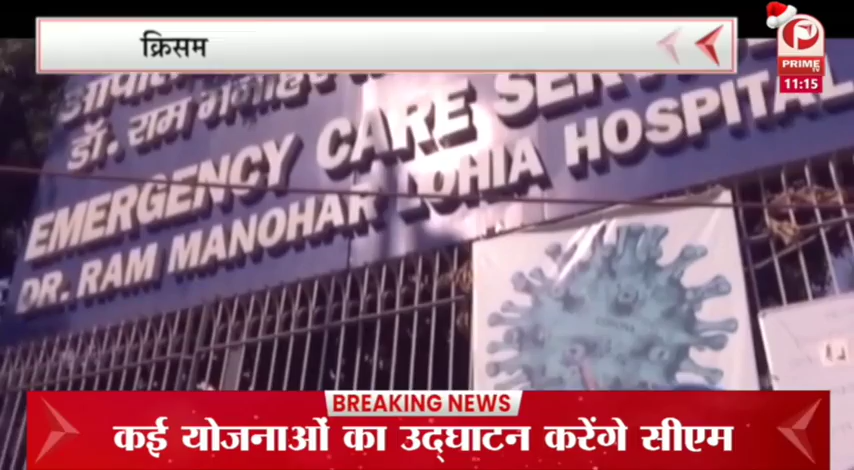 क्रिसम
PRIME
TV
11:15
डॉ. राम मनोहर
EMERGENCY CARE
DR. RAM MANOHAR LOHIA HOSPITAL
BREAKING NEWS
कई योजनाओं का उद्घाटन करेंगे सीएम